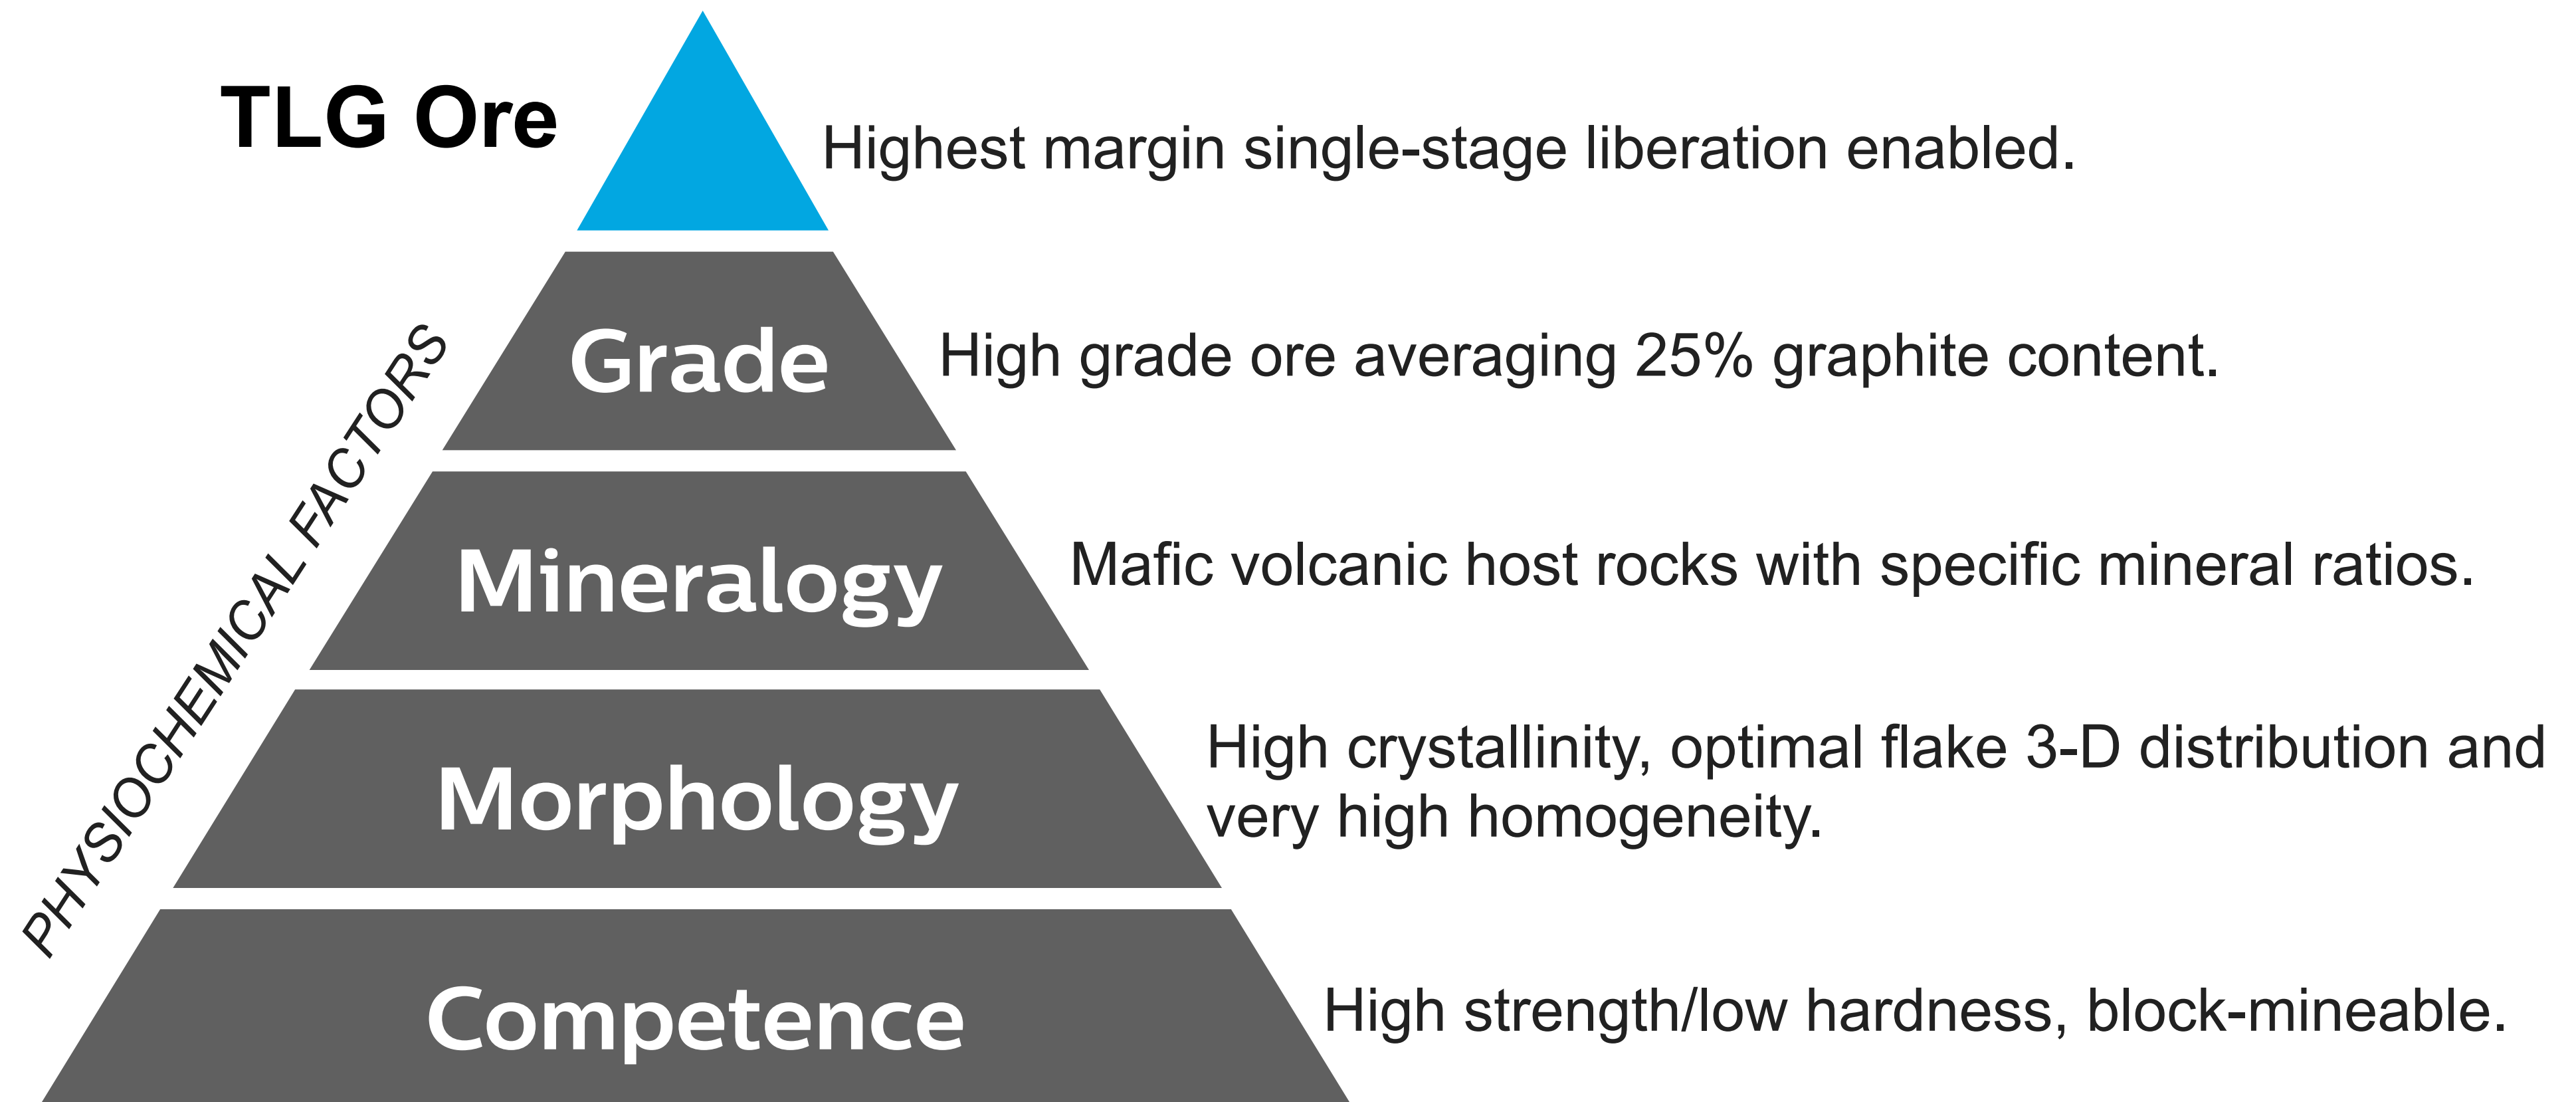 TLG Ore
Highest margin single-stage liberation enabled.
Grade
High grade ore averaging 25% graphite content.
PHYSIOCHEMICAL FACTORS
Mineralogy
Mafic volcanic host rocks with specific mineral ratios.
Morphology
High crystallinity, optimal flake 3-D distribution and
very high homogeneity.
Competence
High strength/low hardness, block-mineable.